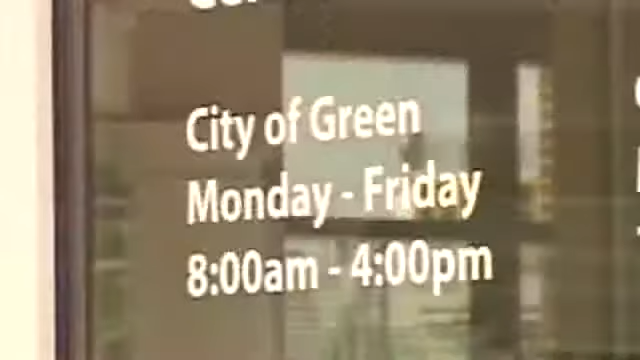 City of Green
Monday - Friday
8:00am - 4:00pm